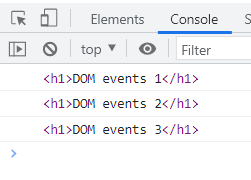 Elements Console
top Filter
<h1>DOM events 1</h1>
<h1>DOM events 2</h1>
<h1>DOM events 3</h1>